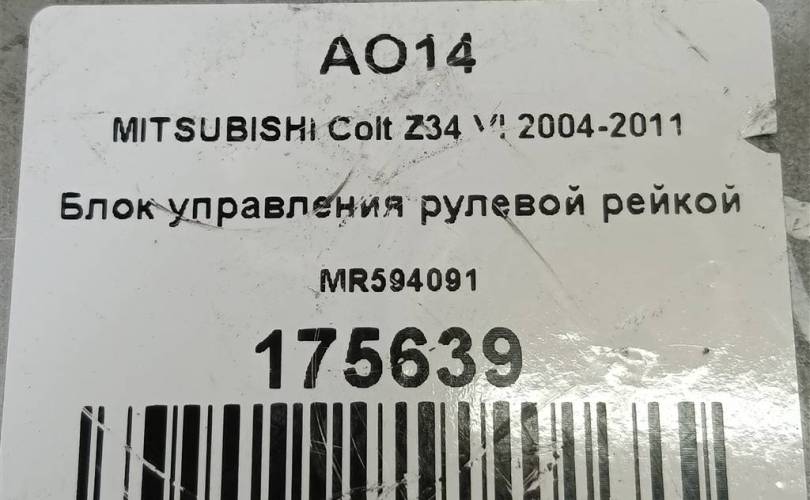 AO14
MITSUBISHI Colt Z34 VI 2004-2011
Блок управления рулевой рейкой
MR594091
175639